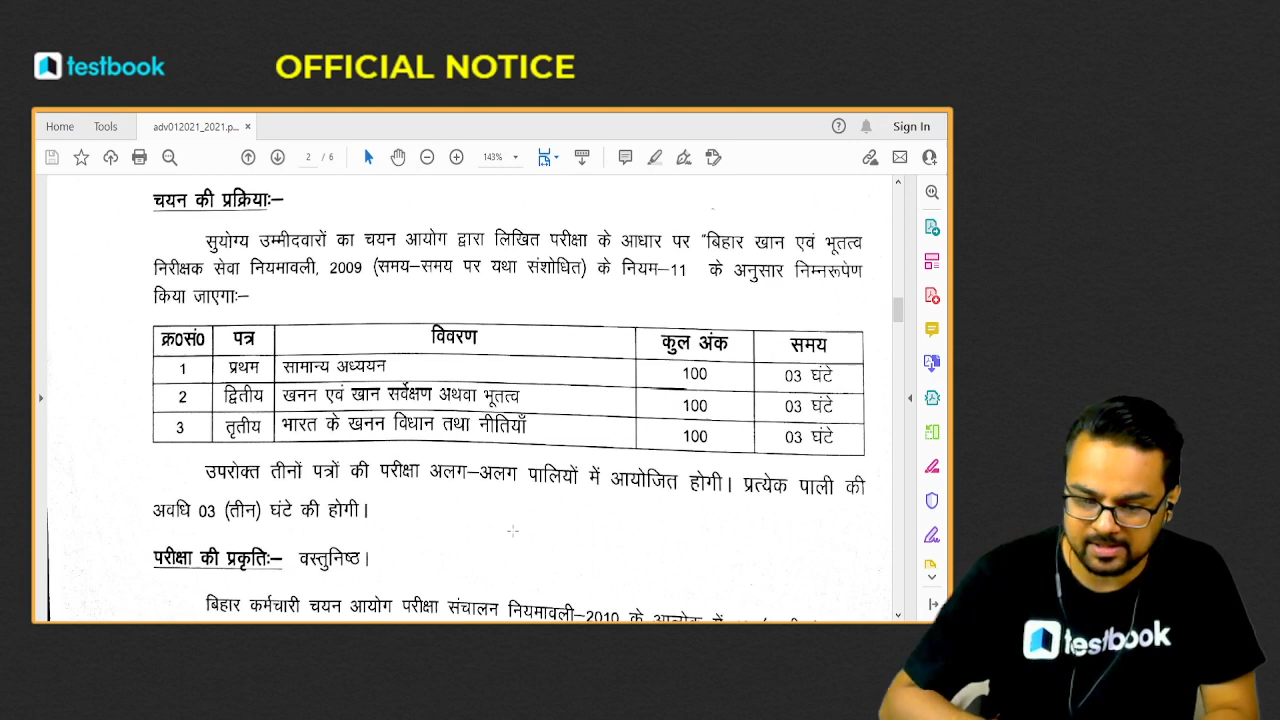 testbook
OFFICIAL NOTICE
Home Tools adv012021_2021.p... × Sign In
2 / 6 143%
चयन की प्रक्रियाः–
सुयोग्य उम्मीदवारों का चयन आयोग द्वारा लिखित परीक्षा के आधार पर "बिहार खान एवं भूतत्व
निरीक्षक सेवा नियमावली, 2009 (समय–समय पर यथा संशोधित) के नियम–11 के अनुसार निम्नरूपेण
किया जाएगाः–
क्र०सं० पत्र विवरण कुल अंक समय
1 प्रथम सामान्य अध्ययन 100 03 घंटे
2 द्वितीय खनन एवं खान सर्वेक्षण अथवा भूतत्व 100 03 घंटे
3 तृतीय भारत के खनन विधान तथा नीतियाँ 100 03 घंटे
उपरोक्त तीनों पत्रों की परीक्षा अलग–अलग पालियों में आयोजित होगी। प्रत्येक पाली की
अवधि 03 (तीन) घंटे की होगी।
परीक्षा की प्रकृतिः– वस्तुनिष्ठ।
बिहार कर्मचारी चयन आयोग परीक्षा संचालन नियमावली–2010 के आलोक में
testbook